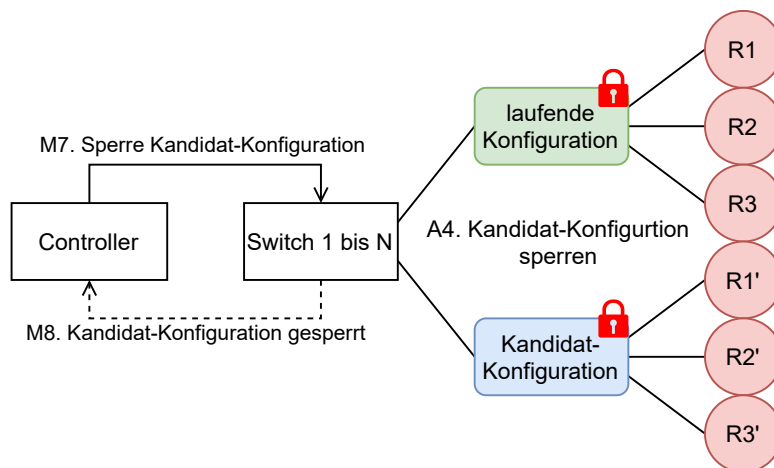 R1
laufende
Konfiguration
R2
M7. Sperre Kandidat-Konfiguration
R3
Controller
Switch 1 bis N
A4. Kandidat-Konfigurtion
sperren
R1'
M8. Kandidat-Konfiguration gesperrt
Kandidat-
Konfiguration
R2'
R3'